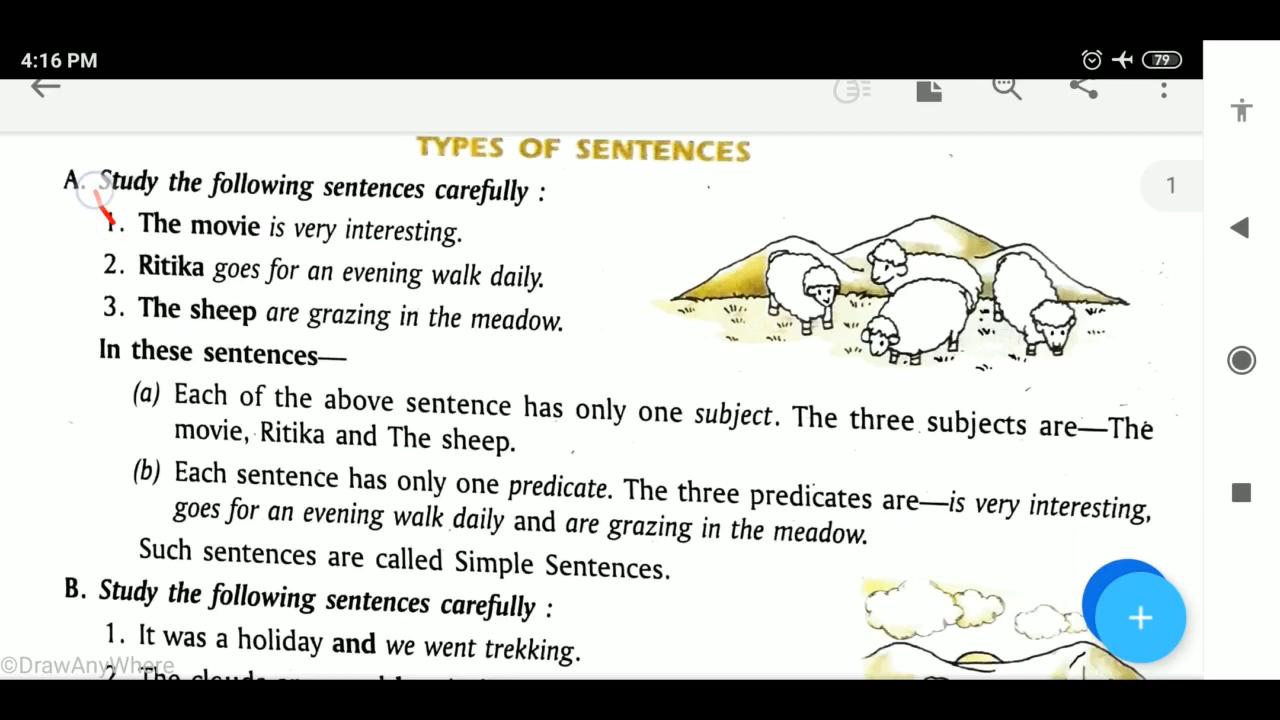 4:16 PM
79
TYPES OF SENTENCES
1
A. Study the following sentences carefully :
1. The movie is very interesting.
2. Ritika goes for an evening walk daily.
3. The sheep are grazing in the meadow.
In these sentences—
(a) Each of the above sentence has only one subject. The three subjects are—The
movie, Ritika and The sheep.
(b) Each sentence has only one predicate. The three predicates are—is very interesting,
goes for an evening walk daily and are grazing in the meadow.
Such sentences are called Simple Sentences.
B. Study the following sentences carefully :
1. It was a holiday and we went trekking.
©DrawAnyWhere
2. The clouds